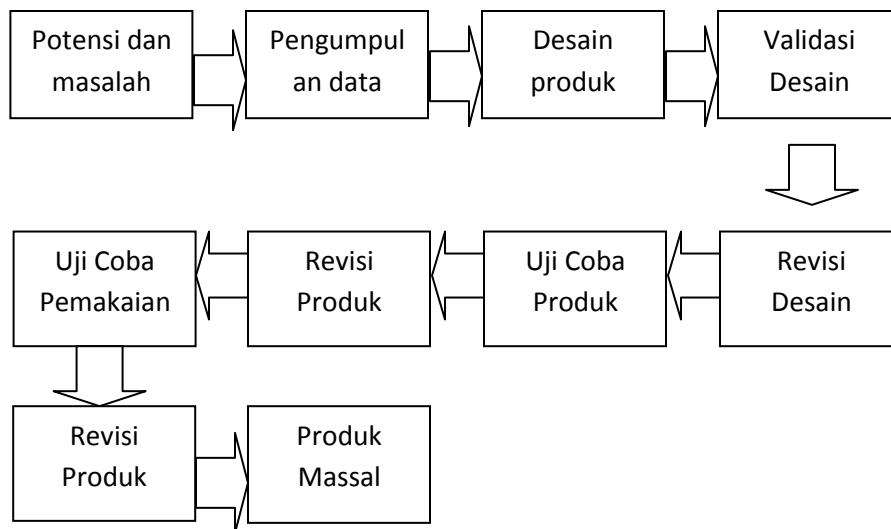 Potensi dan
masalah
Pengumpul
an data
Desain
produk
Validasi
Desain
Revisi
Desain
Uji Coba
Produk
Revisi
Produk
Uji Coba
Pemakaian
Revisi
Produk
Produk
Massal